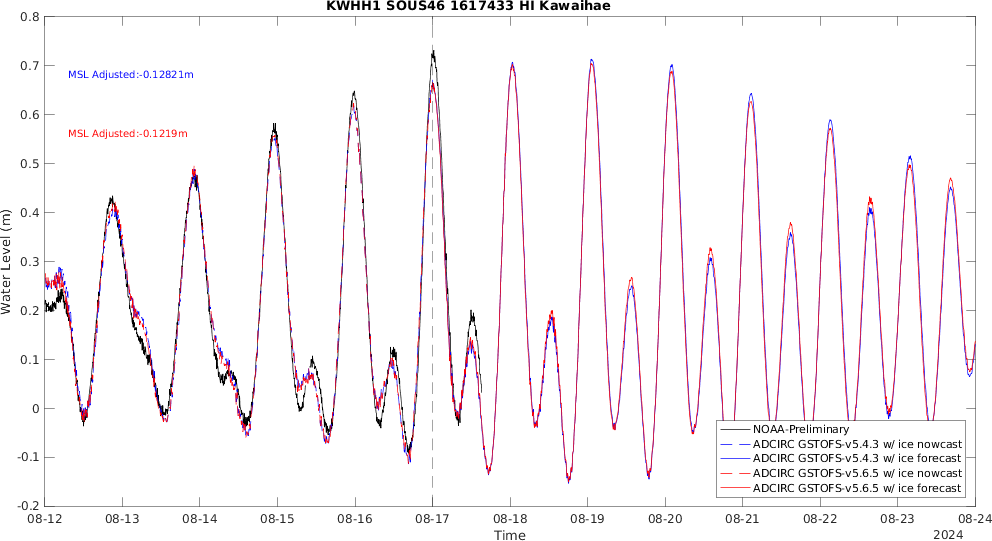 KWHH1 SOUS46 1617433 HI Kawaihae
0.8
0.7
0.6
0.5
0.4
0.3
0.2
0.1
0
-0.1
-0.2
Water Level (m)
MSL Adjusted:-0.12821m
MSL Adjusted:-0.1219m
NOAA-Preliminary
ADCIRC GSTOFS-v5.4.3 w/ ice nowcast
ADCIRC GSTOFS-v5.4.3 w/ ice forecast
ADCIRC GSTOFS-v5.6.5 w/ ice nowcast
ADCIRC GSTOFS-v5.6.5 w/ ice forecast
08-12 08-13 08-14 08-15 08-16 08-17 08-18 08-19 08-20 08-21 08-22 08-23 08-24
Time
2024